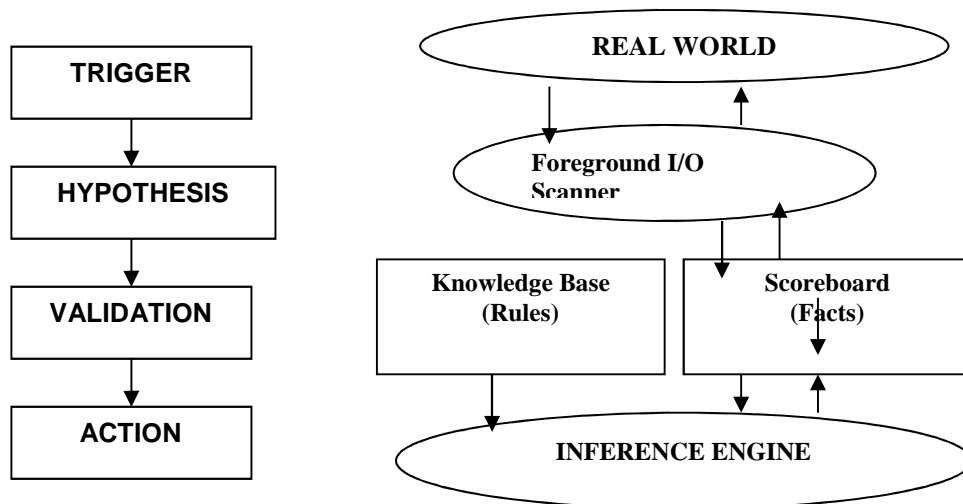 TRIGGER
HYPOTHESIS
VALIDATION
ACTION
REAL WORLD
Foreground I/O
Scanner
Knowledge Base
(Rules)
Scoreboard
(Facts)
INFERENCE ENGINE